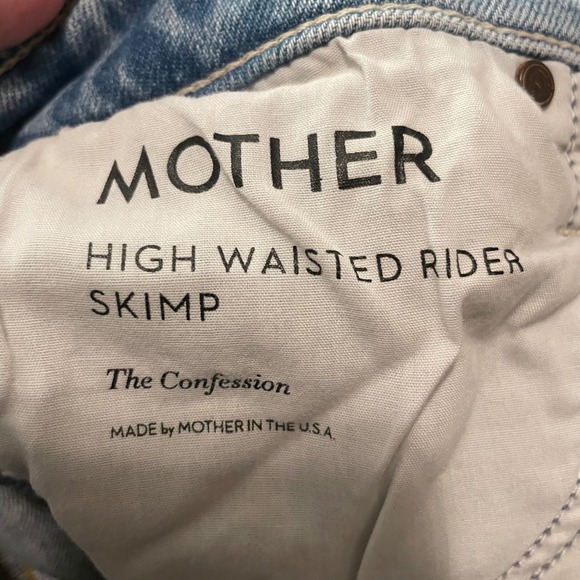 MOTHER
HIGH WAISTED RIDER
SKIMP
The Confession
MADE by MOTHER IN THE U.S.A.